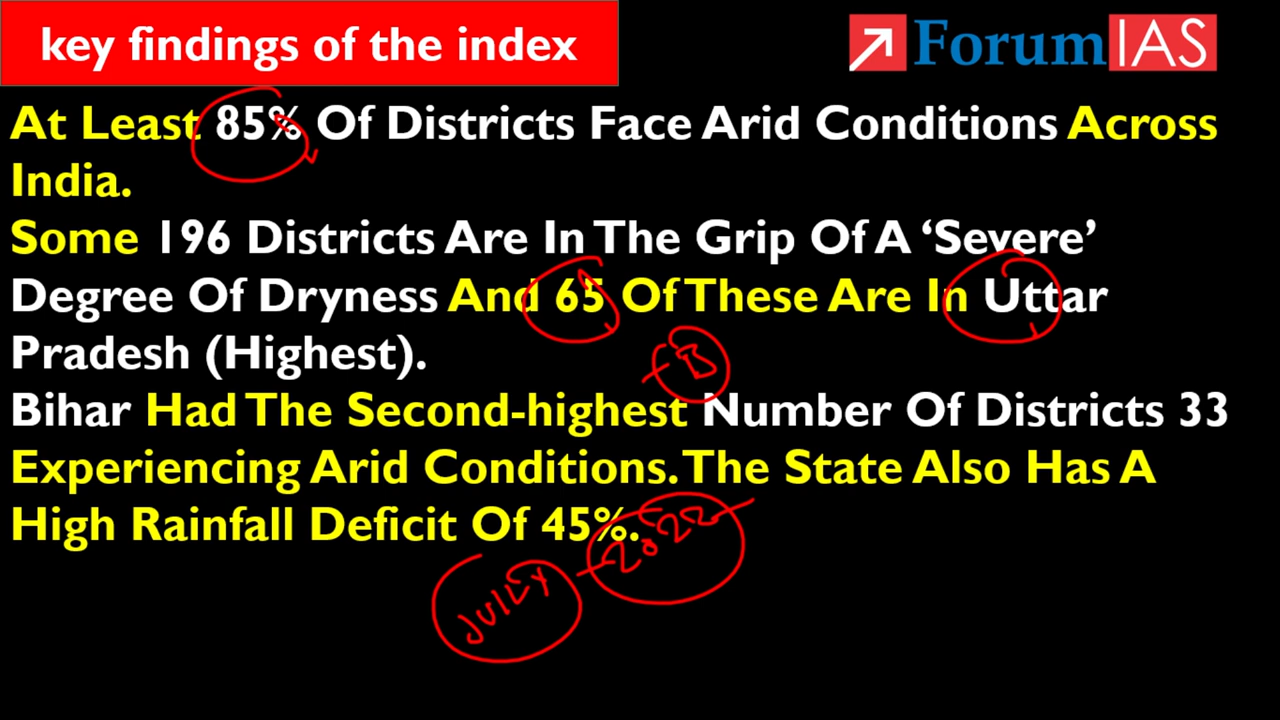 key findings of the index
ForumIAS
At Least 85% Of Districts Face Arid Conditions Across
India.
Some 196 Districts Are In The Grip Of A ‘Severe’
Degree Of Dryness And 65 Of These Are In Uttar
Pradesh (Highest).
B
Bihar Had The Second-highest Number Of Districts 33
Experiencing Arid Conditions. The State Also Has A
High Rainfall Deficit Of 45%.
2022